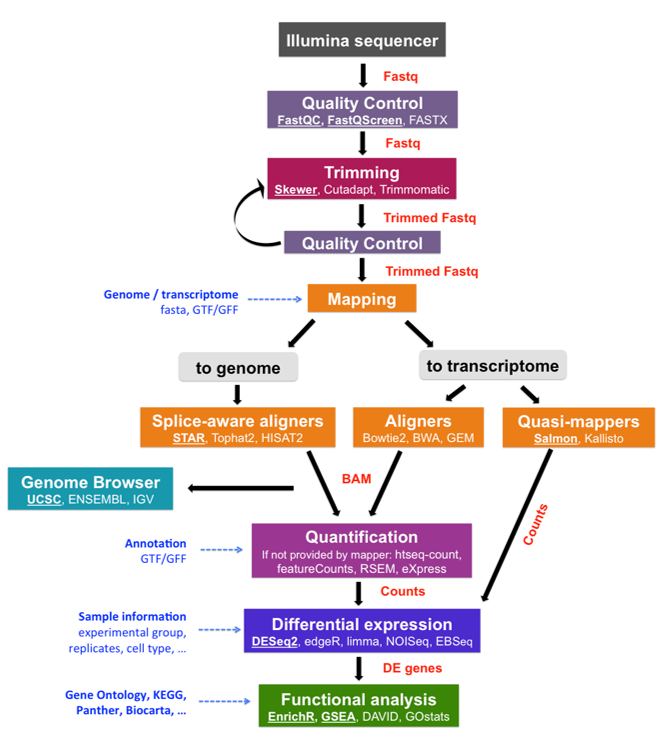 Illumina sequencer
Fastq
Quality Control
FastQC, FastQScreen, FASTX
Fastq
Trimming
Skewer, Cutadapt, Trimmomatic
Trimmed Fastq
Quality Control
Trimmed Fastq
Genome / transcriptome
fasta, GTF/GFF
Mapping
to genome
to transcriptome
Splice-aware aligners
STAR, Tophat2, HISAT2
Aligners
Bowtie2, BWA, GEM
Quasi-mappers
Salmon, Kallisto
Genome Browser
UCSC, ENSEMBL, IGV
BAM
Counts
Annotation
GTF/GFF
Quantification
If not provided by mapper: htseq-count,
featureCounts, RSEM, eXpress
Counts
Sample information
experimental group,
replicates, cell type, ...
Differential expression
DESeq2, edgeR, limma, NOISeq, EBSeq
DE genes
Gene Ontology, KEGG,
Panther, Biocarta, ...
Functional analysis
EnrichR, GSEA, DAVID, GOstats